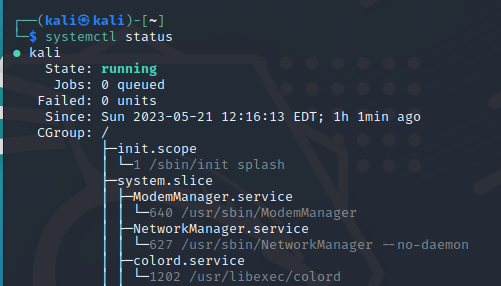 ┌──(kali㉿kali)-[~]
└─$ systemctl status
● kali
    State: running
     Jobs: 0 queued
   Failed: 0 units
    Since: Sun 2023-05-21 12:16:13 EDT; 1h 1min ago
   CGroup: /
           ├─init.scope
           │ └─1 /sbin/init splash
           ├─system.slice
           │ ├─ModemManager.service
           │ │ └─640 /usr/sbin/ModemManager
           │ ├─NetworkManager.service
           │ │ └─627 /usr/sbin/NetworkManager --no-daemon
           │ ├─colord.service
           │ │ └─1202 /usr/libexec/colord